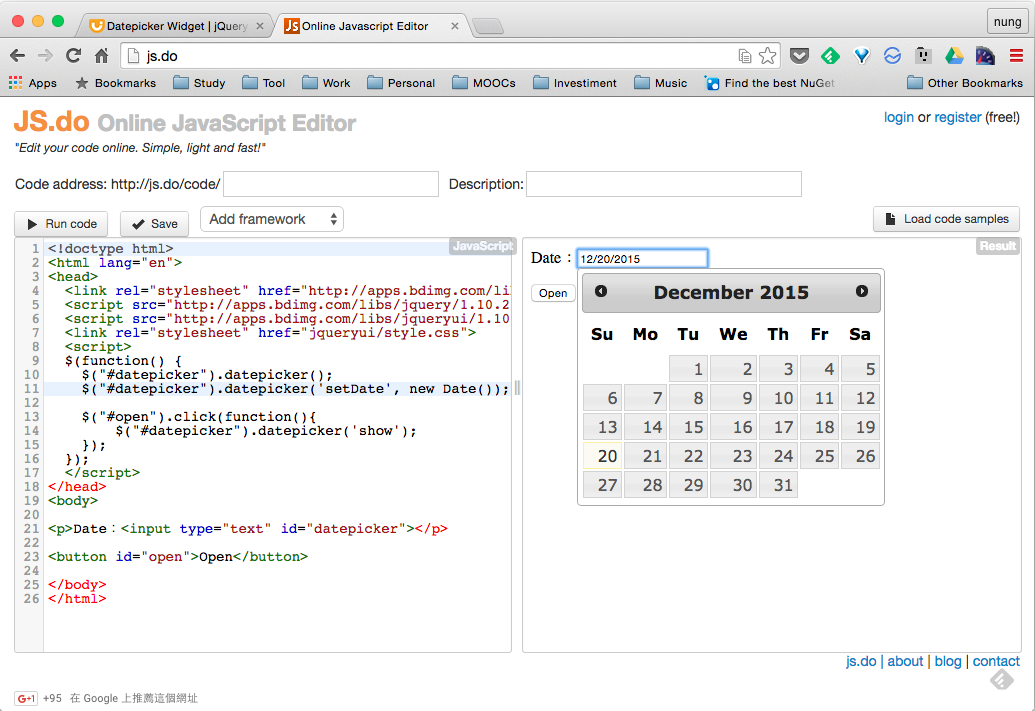 Datepicker Widget | jQuery
Online Javascript Editor
nung
js.do
Apps Bookmarks Study Tool Work Personal MOOCs Investiment Music Find the best NuGet Other Bookmarks
JS.do Online JavaScript Editor
login or register (free!)
"Edit your code online. Simple, light and fast!"
Code address: http://js.do/code/ Description:
Run code Save Add framework Load code samples
JavaScript
1 <!doctype html>
2 <html lang="en">
3 <head>
4 <link rel="stylesheet" href="http://apps.bdimg.com/li
5 <script src="http://apps.bdimg.com/libs/jquery/1.10.2
6 <script src="http://apps.bdimg.com/libs/jqueryui/1.10
7 <link rel="stylesheet" href="jqueryui/style.css">
8 <script>
9 $(function() {
10 $("#datepicker").datepicker();
11 $("#datepicker").datepicker('setDate', new Date());
12
13 $("#open").click(function(){
14 $("#datepicker").datepicker('show');
15 });
16 });
17 </script>
18 </head>
19 <body>
20
21 <p>Date：<input type="text" id="datepicker"></p>
22
23 <button id="open">Open</button>
24
25 </body>
26 </html>
Result
Date：12/20/2015
Open
December 2015
Su Mo Tu We Th Fr Sa
1 2 3 4 5
6 7 8 9 10 11 12
13 14 15 16 17 18 19
20 21 22 23 24 25 26
27 28 29 30 31
js.do | about | blog | contact
G+1 +95 在 Google 上推薦這個網址